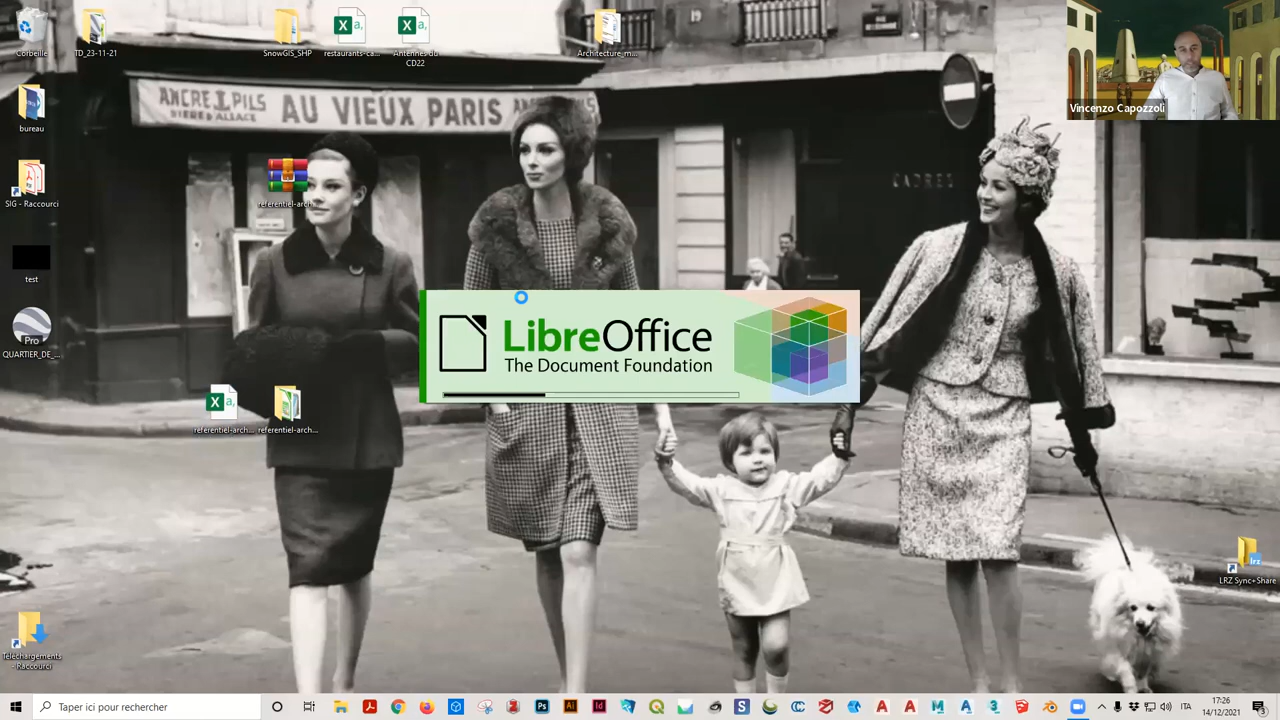 Corbeille
TD_23-11-21
SnowGIS_SHP
restaurants-ca...
Antennes du
CD22
Architecture_m...
Vincenzo Capozzoli
bureau
ANCRE PILS
BIERE D'ALSACE
AU VIEUX PARIS
CADRES
SIG - Raccourci
referentiel-arch...
test
Pro
QUARTIER_DE_...
LibreOffice
The Document Foundation
referentiel-arch...
referentiel-arch...
LRZ Sync+Share
Téléchargements
- Raccourci
Taper ici pour rechercher
ITA
17:26
14/12/2021